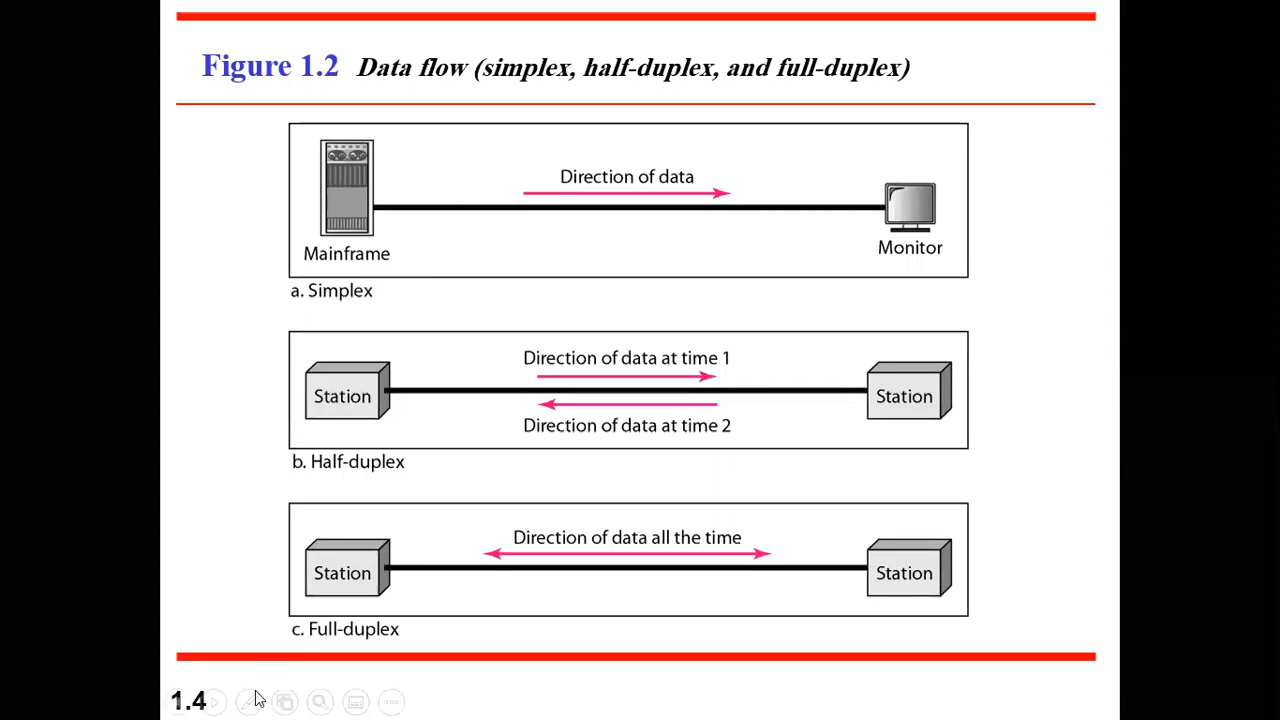 Figure 1.2 Data flow (simplex, half-duplex, and full-duplex)
Direction of data
Mainframe
Monitor
a. Simplex
Direction of data at time 1
Station
Station
Direction of data at time 2
b. Half-duplex
Direction of data all the time
Station
Station
c. Full-duplex
1.4